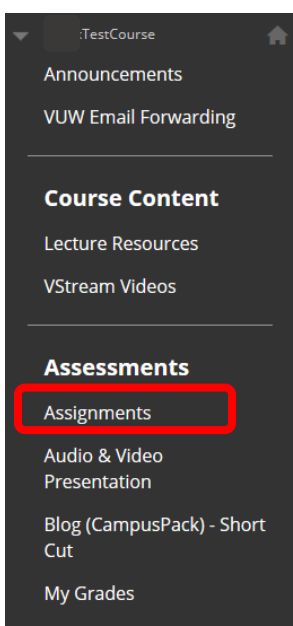 :TestCourse
Announcements
VUW Email Forwarding
Course Content
Lecture Resources
VStream Videos
Assessments
Assignments
Audio & Video
Presentation
Blog (CampusPack) - Short
Cut
My Grades